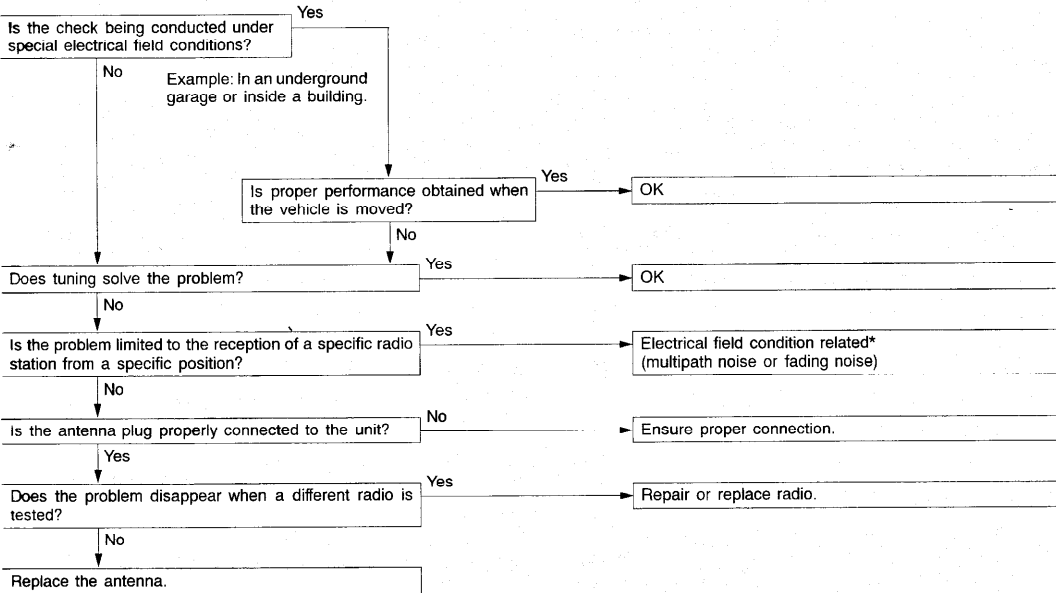 Is the check being conducted under
special electrical field conditions?
Yes
No
Example: In an underground
garage or inside a building.
Is proper performance obtained when
the vehicle is moved?
Yes
OK
No
Does tuning solve the problem?
Yes
OK
No
Is the problem limited to the reception of a specific radio
station from a specific position?
Yes
Electrical field condition related*
(multipath noise or fading noise)
No
Is the antenna plug properly connected to the unit?
No
Ensure proper connection.
Yes
Does the problem disappear when a different radio is
tested?
Yes
Repair or replace radio.
No
Replace the antenna.